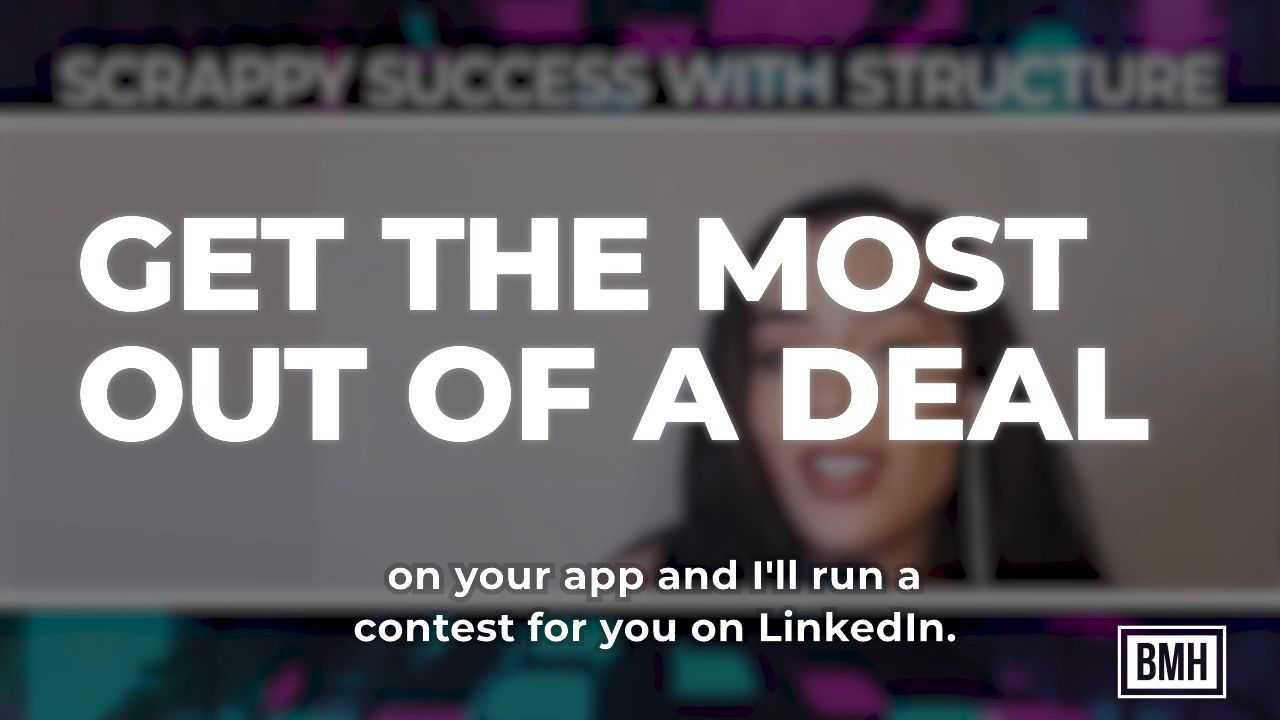 SCRAPPY SUCCESS WITH STRUCTURE
GET THE MOST
OUT OF A DEAL
on your app and I'll run a
contest for you on LinkedIn.
BMH